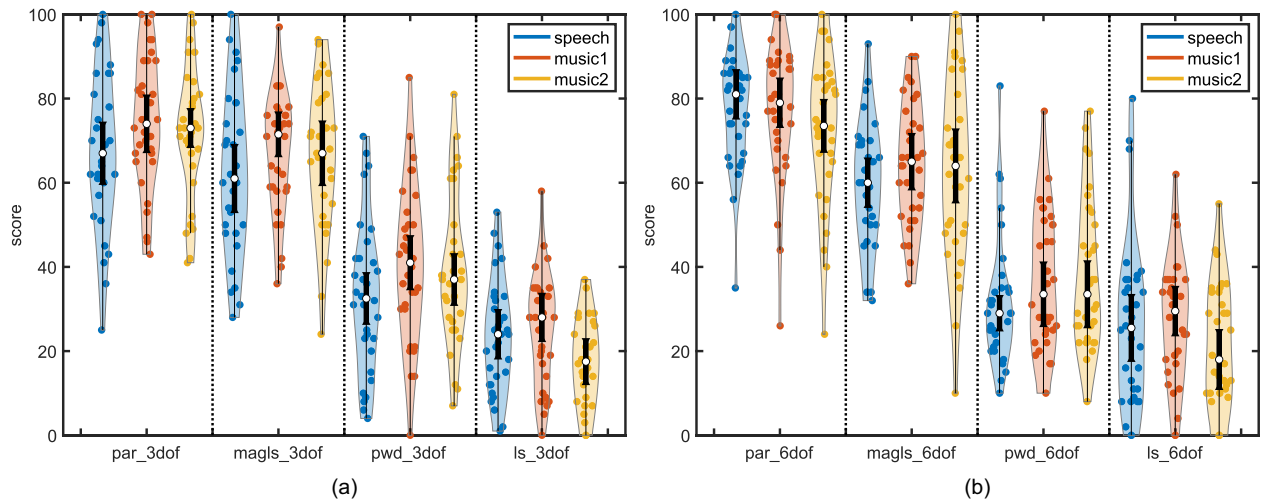 100
80
60
40
20
0
score
speech
music1
music2
par_3dof
magls_3dof
pwd_3dof
ls_3dof
(a)
100
80
60
40
20
0
score
speech
music1
music2
par_6dof
magls_6dof
pwd_6dof
ls_6dof
(b)